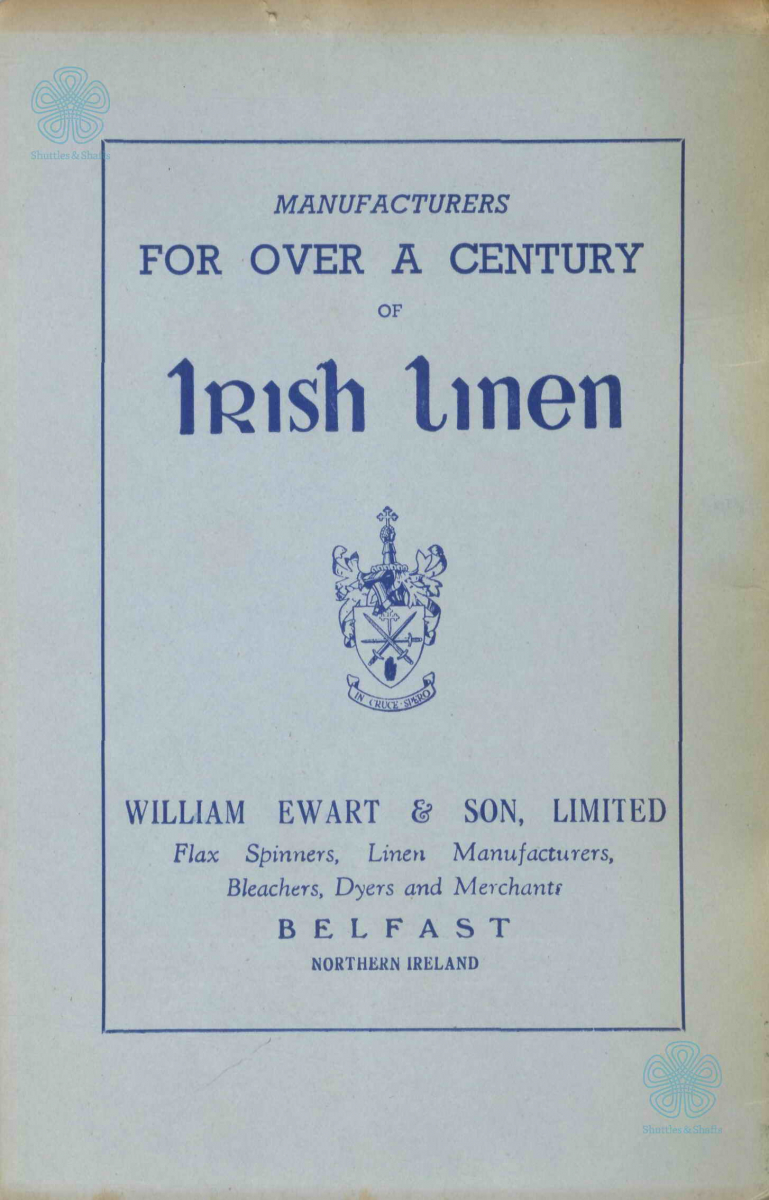 Shuttles & Shafts
MANUFACTURERS
FOR OVER A CENTURY
OF
Irish Linen
IN CRUCE · SPERO
WILLIAM EWART & SON, LIMITED
Flax Spinners, Linen Manufacturers,
Bleachers, Dyers and Merchants
BELFAST
NORTHERN IRELAND
Shuttles & Shafts